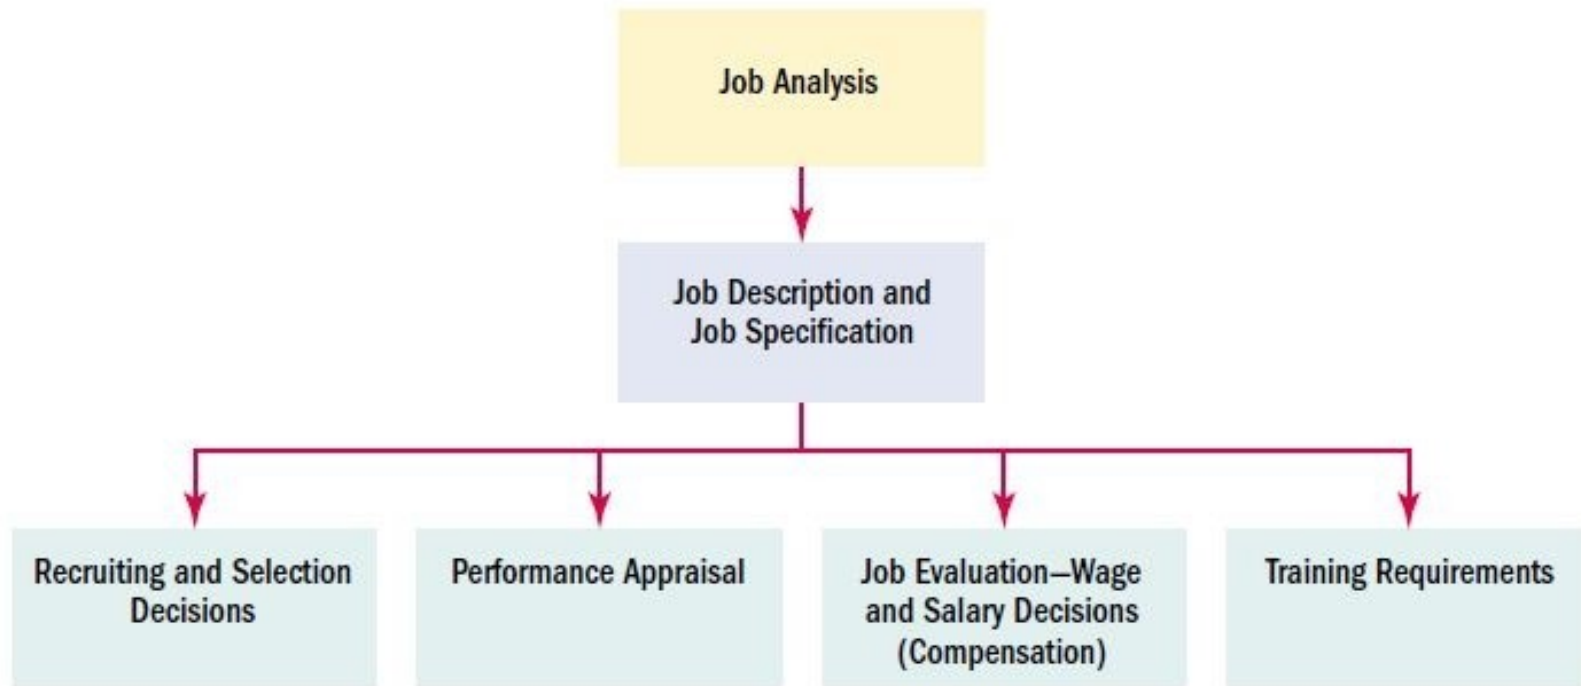 Job Analysis
Job Description and
Job Specification
Recruiting and Selection
Decisions
Performance Appraisal
Job Evaluation—Wage
and Salary Decisions
(Compensation)
Training Requirements